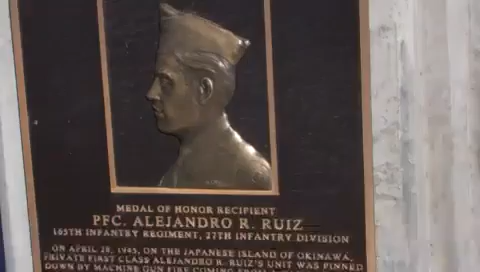 MEDAL OF HONOR RECIPIENT
PFC. ALEJANDRO R. RUIZ
165TH INFANTRY REGIMENT, 27TH INFANTRY DIVISION
ON APRIL 28, 1945, ON THE JAPANESE ISLAND OF OKINAWA,
PRIVATE FIRST CLASS ALEJANDRO R. RUIZ'S UNIT WAS PINNED
DOWN BY MACHINE GUN FIRE COMING FROM